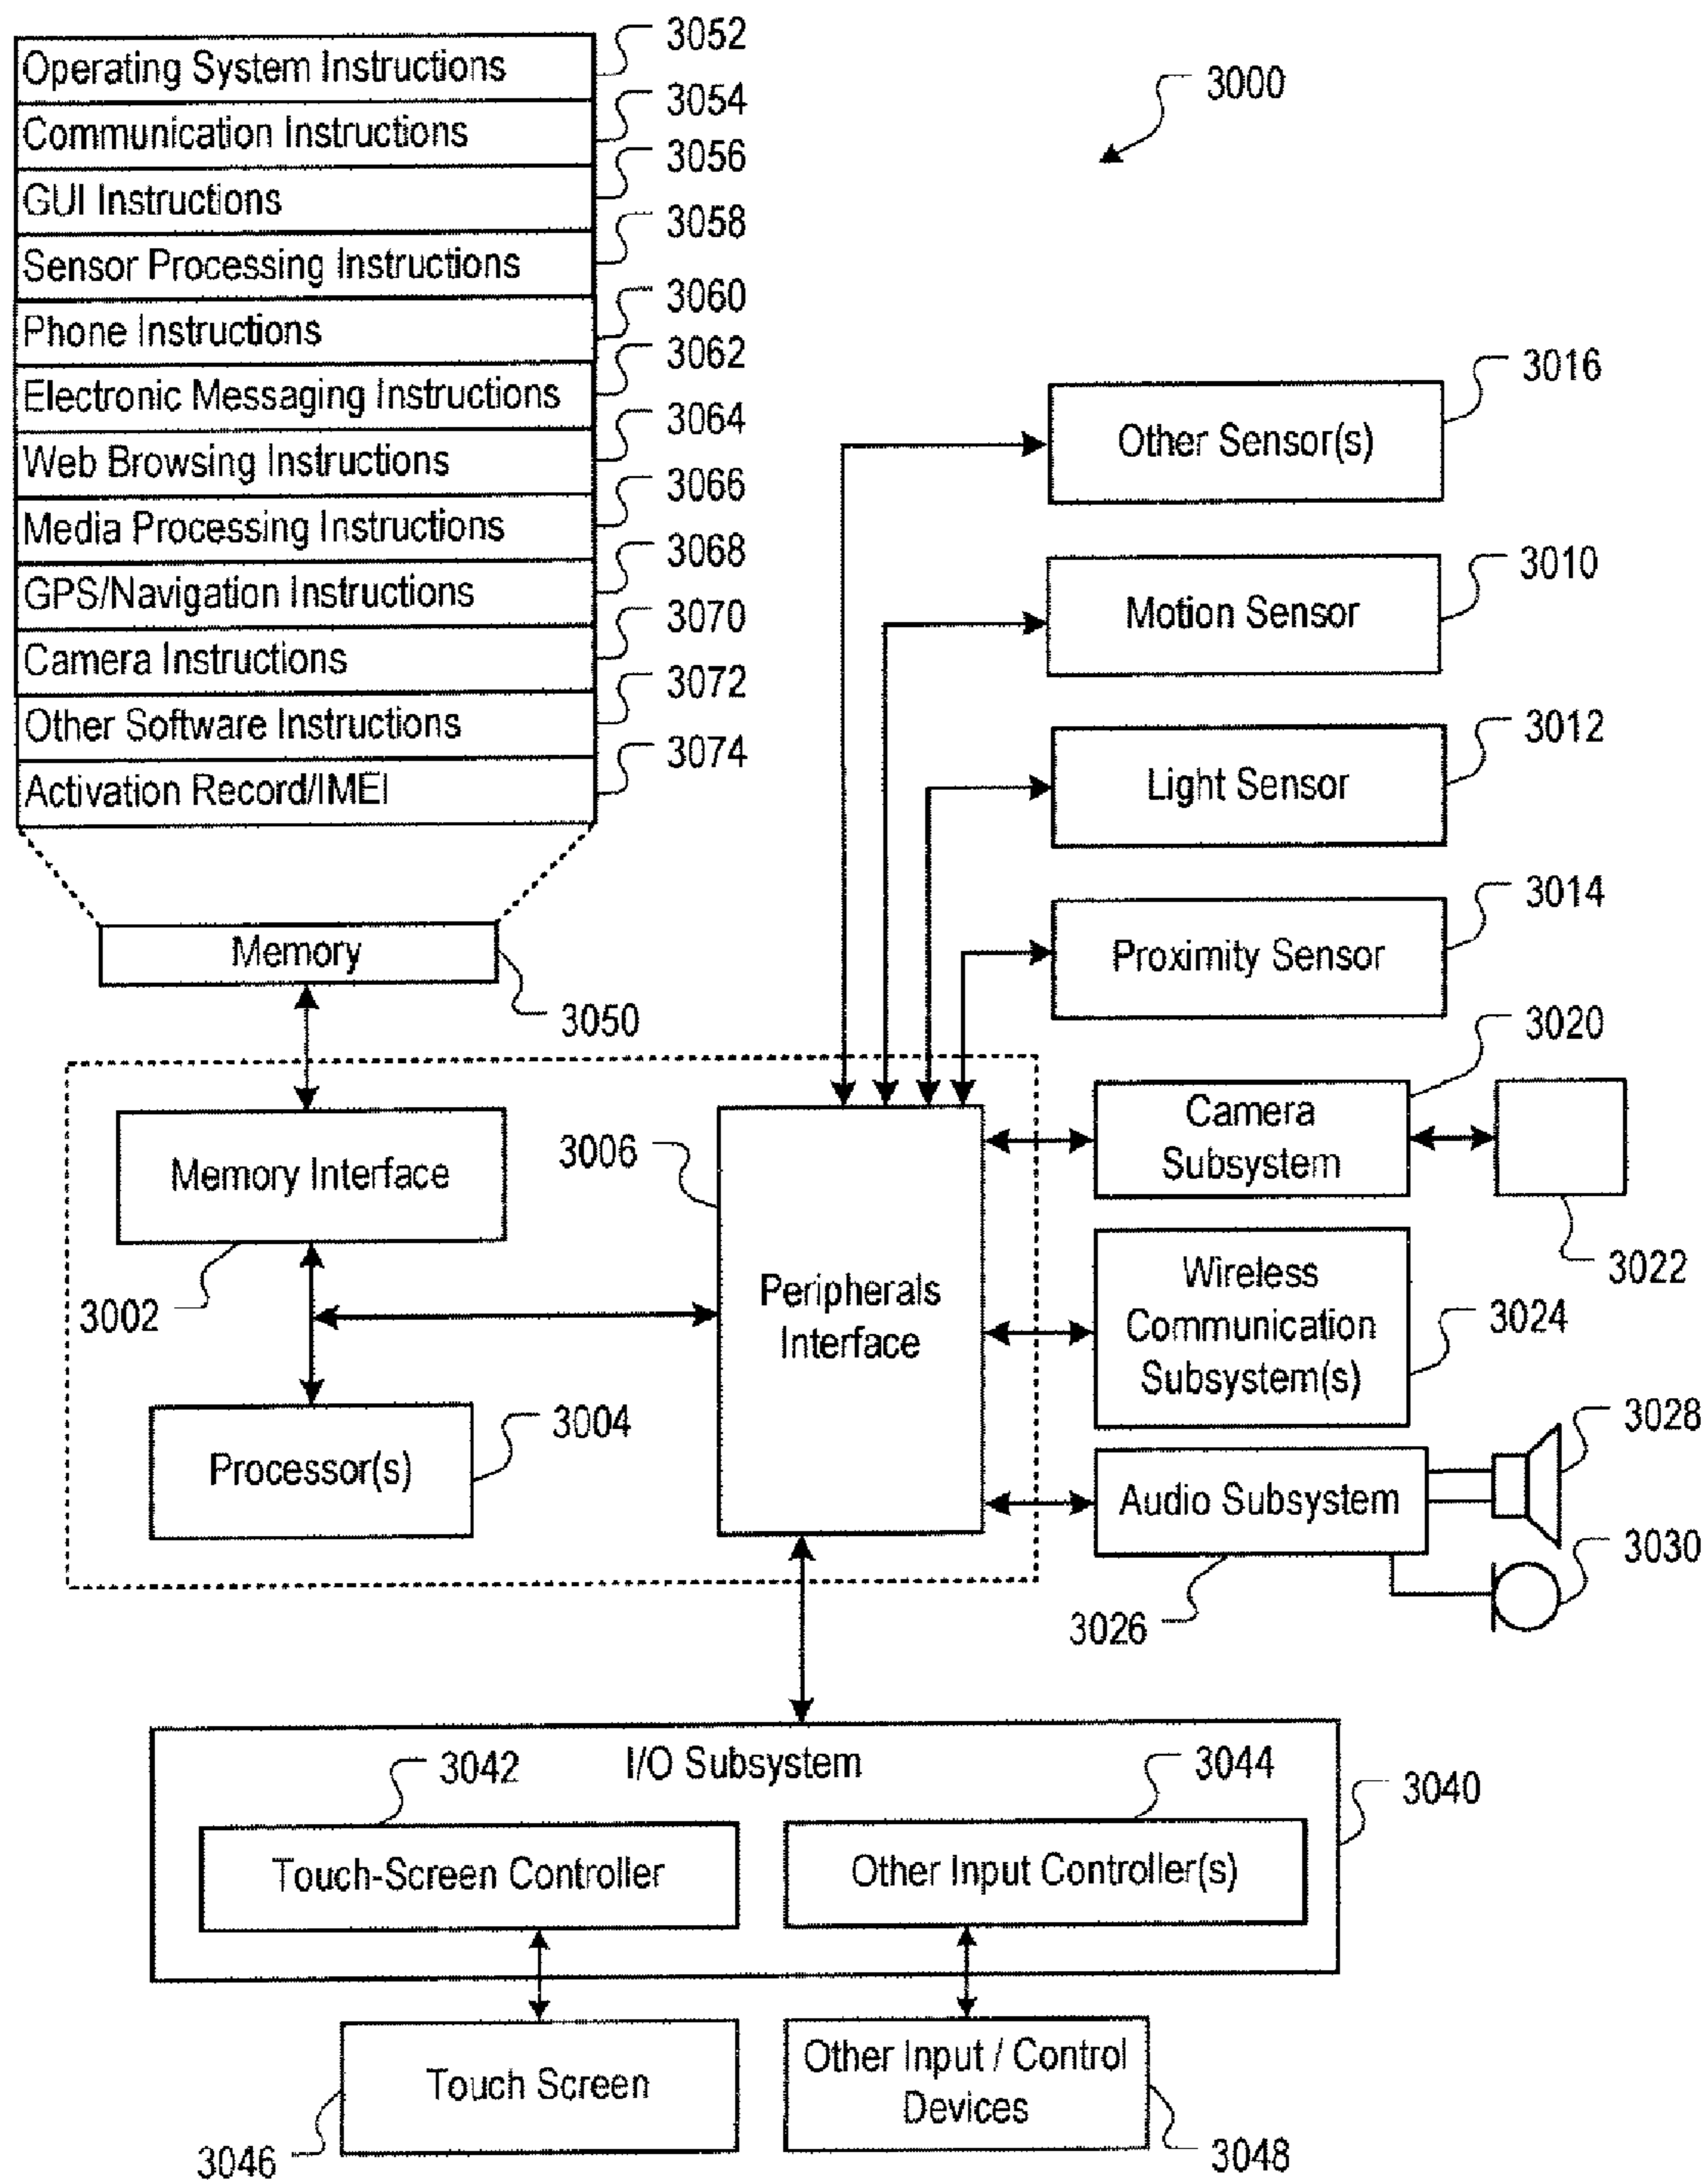 Operating System Instructions
3052
Communication Instructions
3054
GUI Instructions
3056
Sensor Processing Instructions
3058
Phone Instructions
3060
Electronic Messaging Instructions
3062
Web Browsing Instructions
3064
Media Processing Instructions
3066
GPS/Navigation Instructions
3068
Camera Instructions
3070
Other Software Instructions
3072
Activation Record/IMEI
3074
3000
Memory
3050
Other Sensor(s)
3016
Motion Sensor
3010
Light Sensor
3012
Proximity Sensor
3014
Memory Interface
3002
Processor(s)
3004
3006
Peripherals
Interface
Camera
Subsystem
3020
3022
Wireless
Communication
Subsystem(s)
3024
Audio Subsystem
3026
3028
3030
I/O Subsystem
3040
3042
Touch-Screen Controller
3044
Other Input Controller(s)
Touch Screen
3046
Other Input / Control
Devices
3048